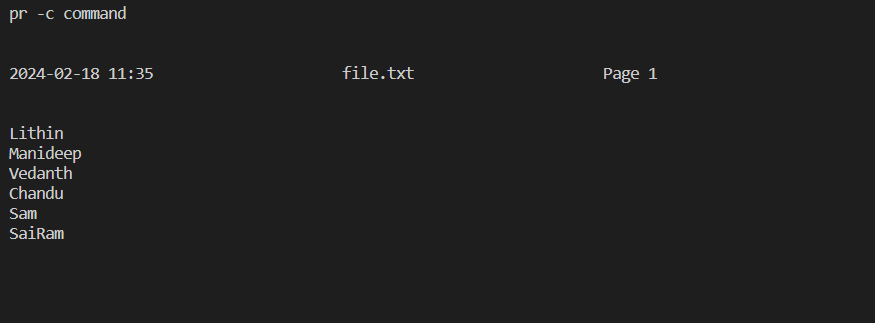 pr -c command
2024-02-18 11:35 file.txt Page 1
Lithin
Manideep
Vedanth
Chandu
Sam
SaiRam